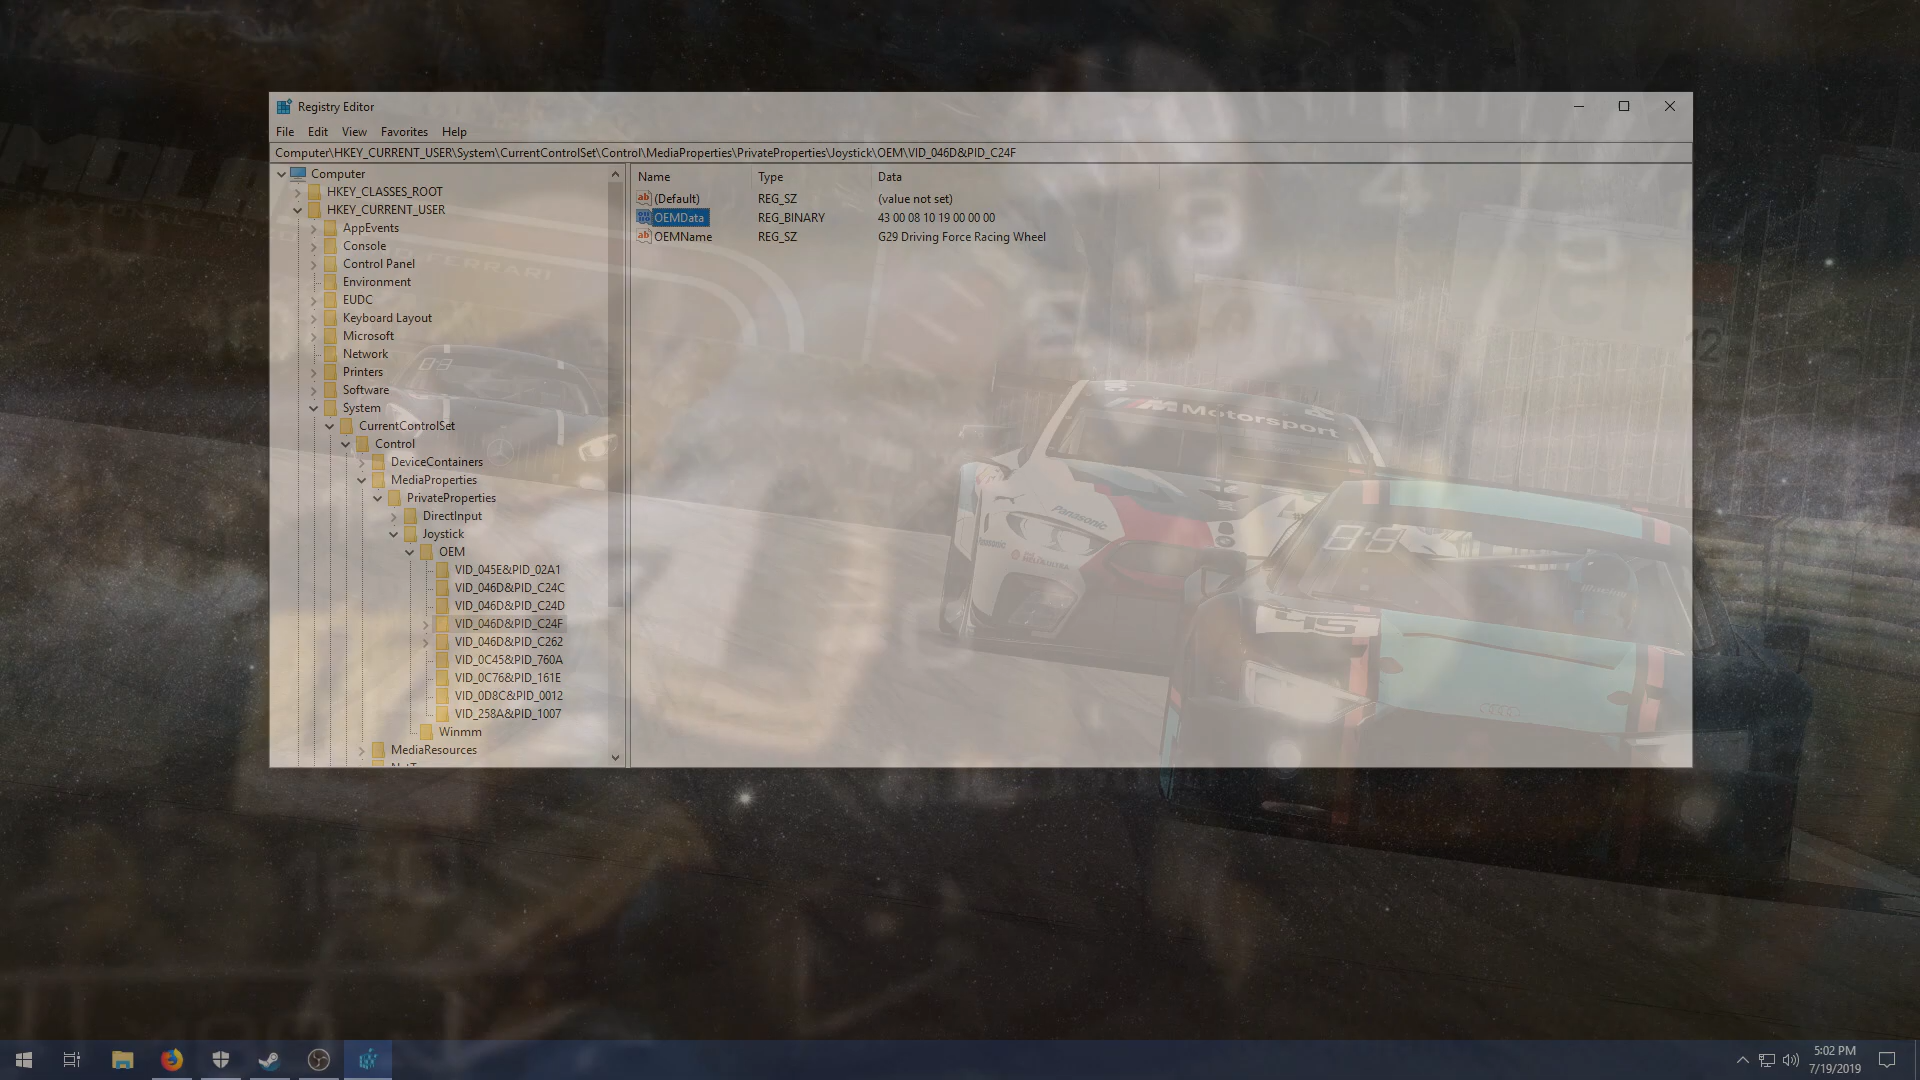 Registry Editor
File Edit View Favorites Help
Computer\HKEY_CURRENT_USER\System\CurrentControlSet\Control\MediaProperties\PrivateProperties\Joystick\OEM\VID_046D&PID_C24F
Computer
HKEY_CLASSES_ROOT
HKEY_CURRENT_USER
AppEvents
Console
Control Panel
Environment
EUDC
Keyboard Layout
Microsoft
Network
Printers
Software
System
CurrentControlSet
Control
DeviceContainers
MediaProperties
PrivateProperties
DirectInput
Joystick
OEM
VID_045E&PID_02A1
VID_046D&PID_C24C
VID_046D&PID_C24D
VID_046D&PID_C24F
VID_046D&PID_C262
VID_0C45&PID_760A
VID_0C76&PID_161E
VID_0D8C&PID_0012
VID_258A&PID_1007
Winmm
MediaResources
Name Type Data
(Default) REG_SZ (value not set)
OEMData REG_BINARY 43 00 08 10 19 00 00 00
OEMName REG_SZ G29 Driving Force Racing Wheel
FERRARI
M Motorsport
Panasonic
12
5:02 PM
7/19/2019